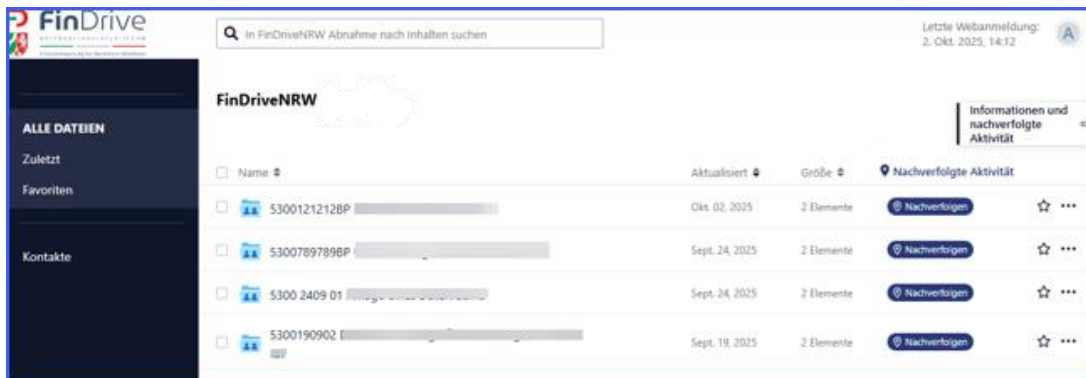 FinDrive
In FinDriveNRW Abnahme nach Inhalten suchen
Letzte Webanmeldung:
2. Okt. 2025, 14:12
A
FinDriveNRW
Informationen und
nachverfolgte
Aktivität
ALLE DATEIEN
Zuletzt
Favoriten
Kontakte
Name Aktualisiert Größe Nachverfolgte Aktivität
5300121212BP Okt. 02, 2025 2 Elemente Nachverfolgen
5300789789BP Sept. 24, 2025 2 Elemente Nachverfolgen
5300 2409 01 Sept. 24, 2025 2 Elemente Nachverfolgen
5300190902 Sept. 19, 2025 2 Elemente Nachverfolgen